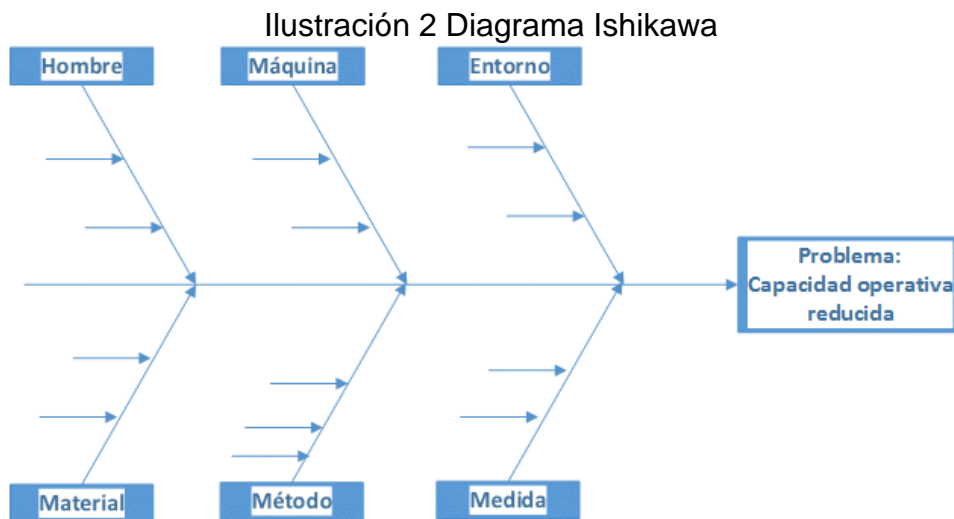 Ilustración 2 Diagrama Ishikawa
Hombre
Máquina
Entorno
Problema:
Capacidad operativa
reducida
Material
Método
Medida